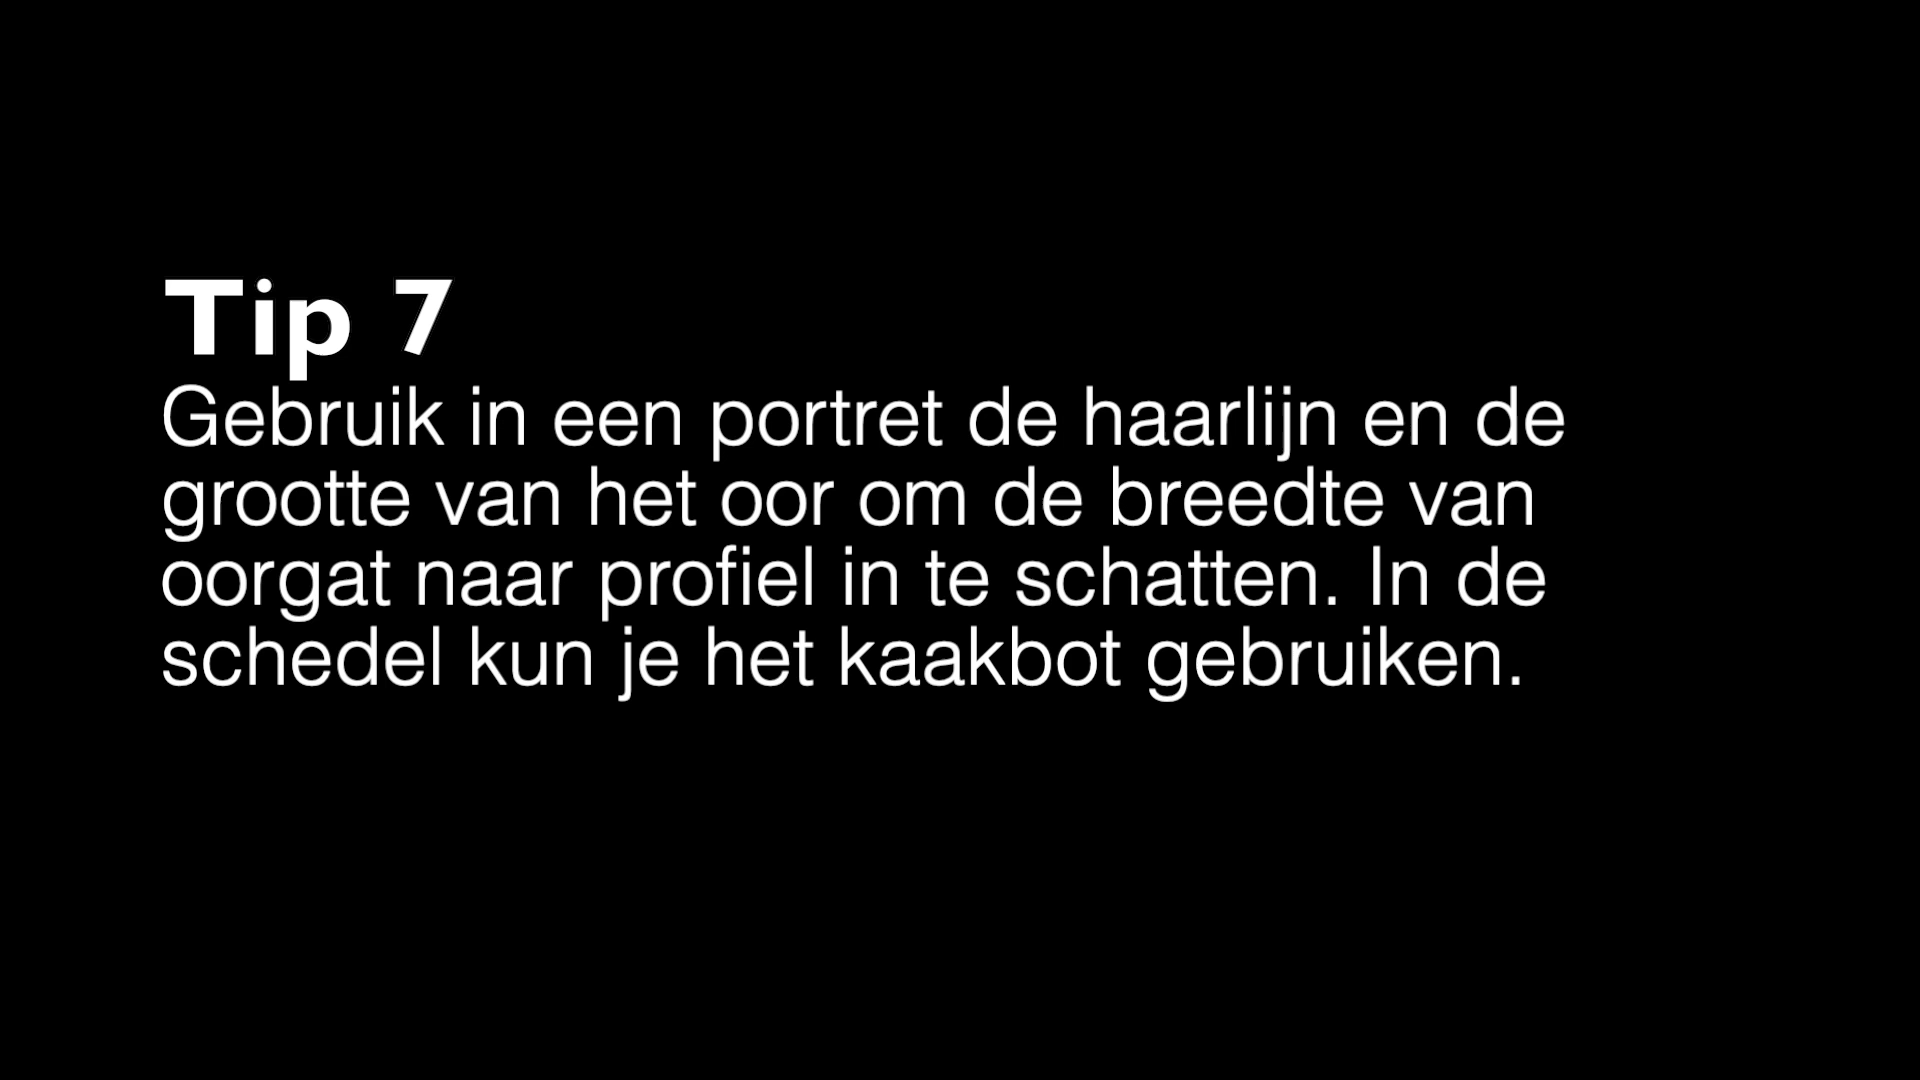 Tip 7
Gebruik in een portret de haarlijn en de
grootte van het oor om de breedte van
oorgat naar profiel in te schatten. In de
schedel kun je het kaakbot gebruiken.